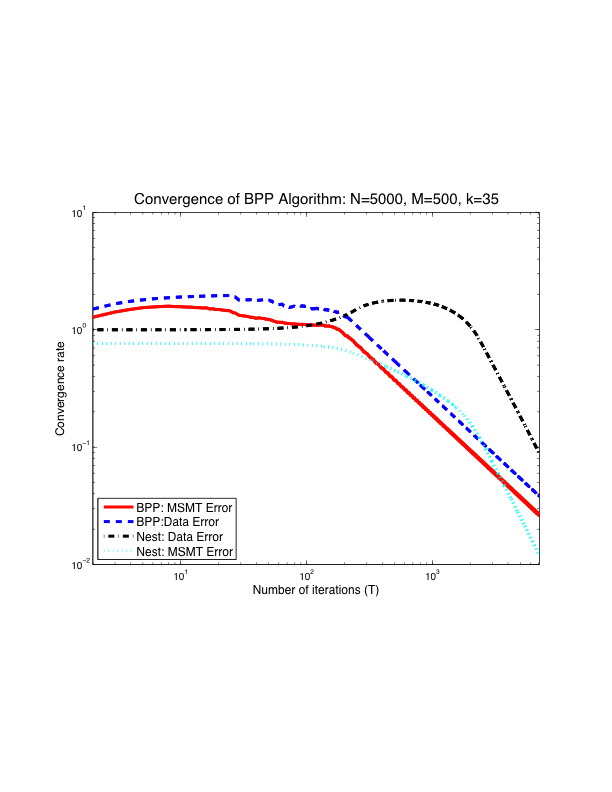 Convergence of BPP Algorithm: N=5000, M=500, k=35
10^1
10^0
10^-1
10^-2
Convergence rate
BPP: MSMT Error
BPP:Data Error
Nest: Data Error
Nest: MSMT Error
10^1 10^2 10^3
Number of iterations (T)